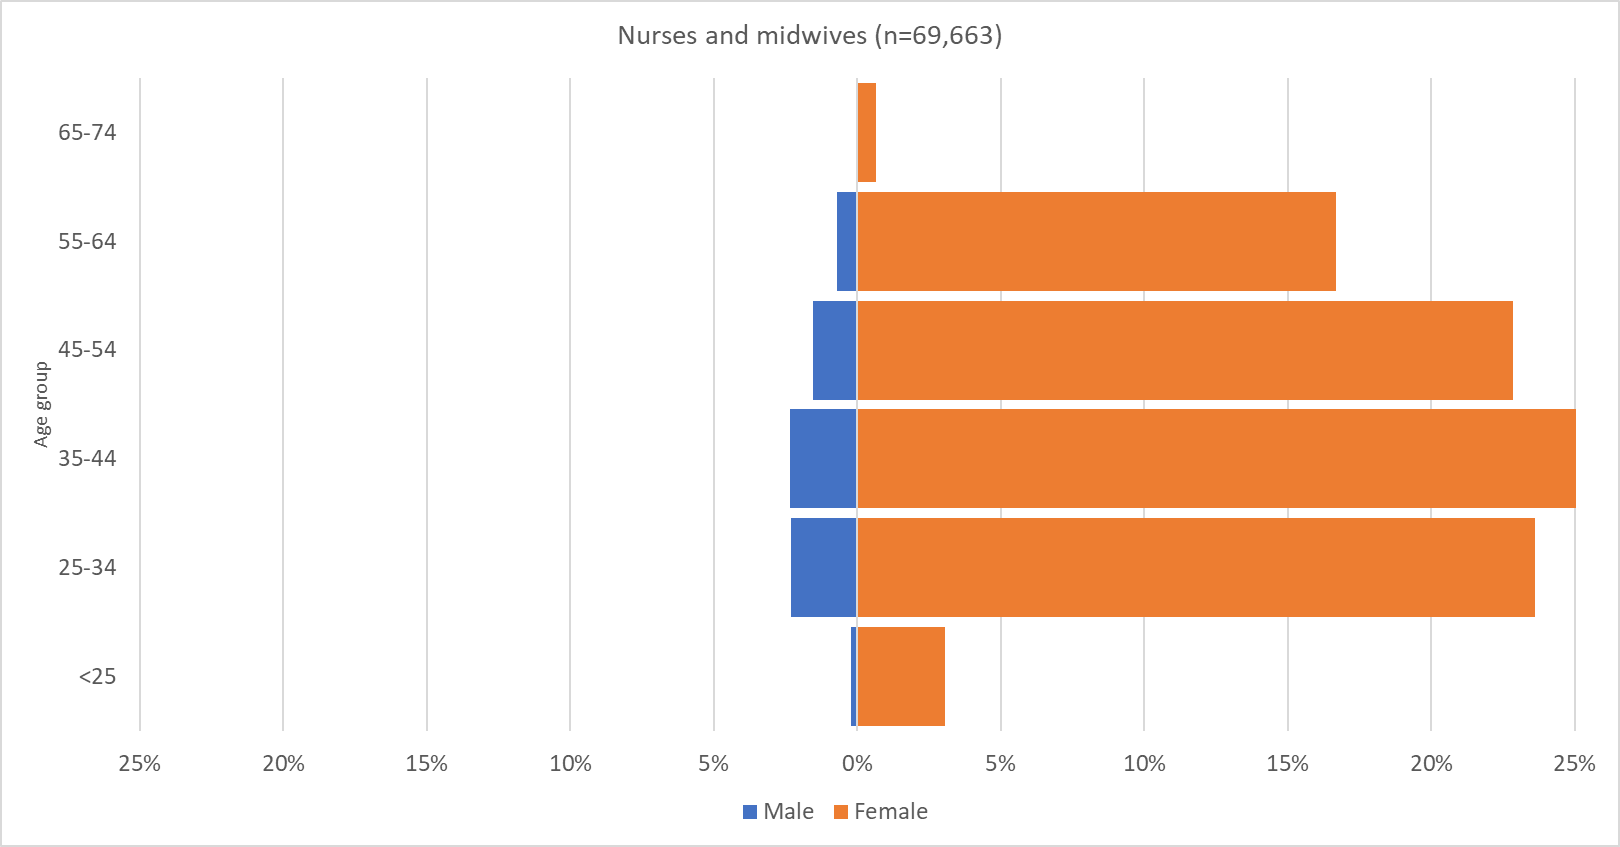 Nurses and midwives (n=69,663)
Age group
65-74
55-64
45-54
35-44
25-34
<25
25% 20% 15% 10% 5% 0% 5% 10% 15% 20% 25%
Male Female